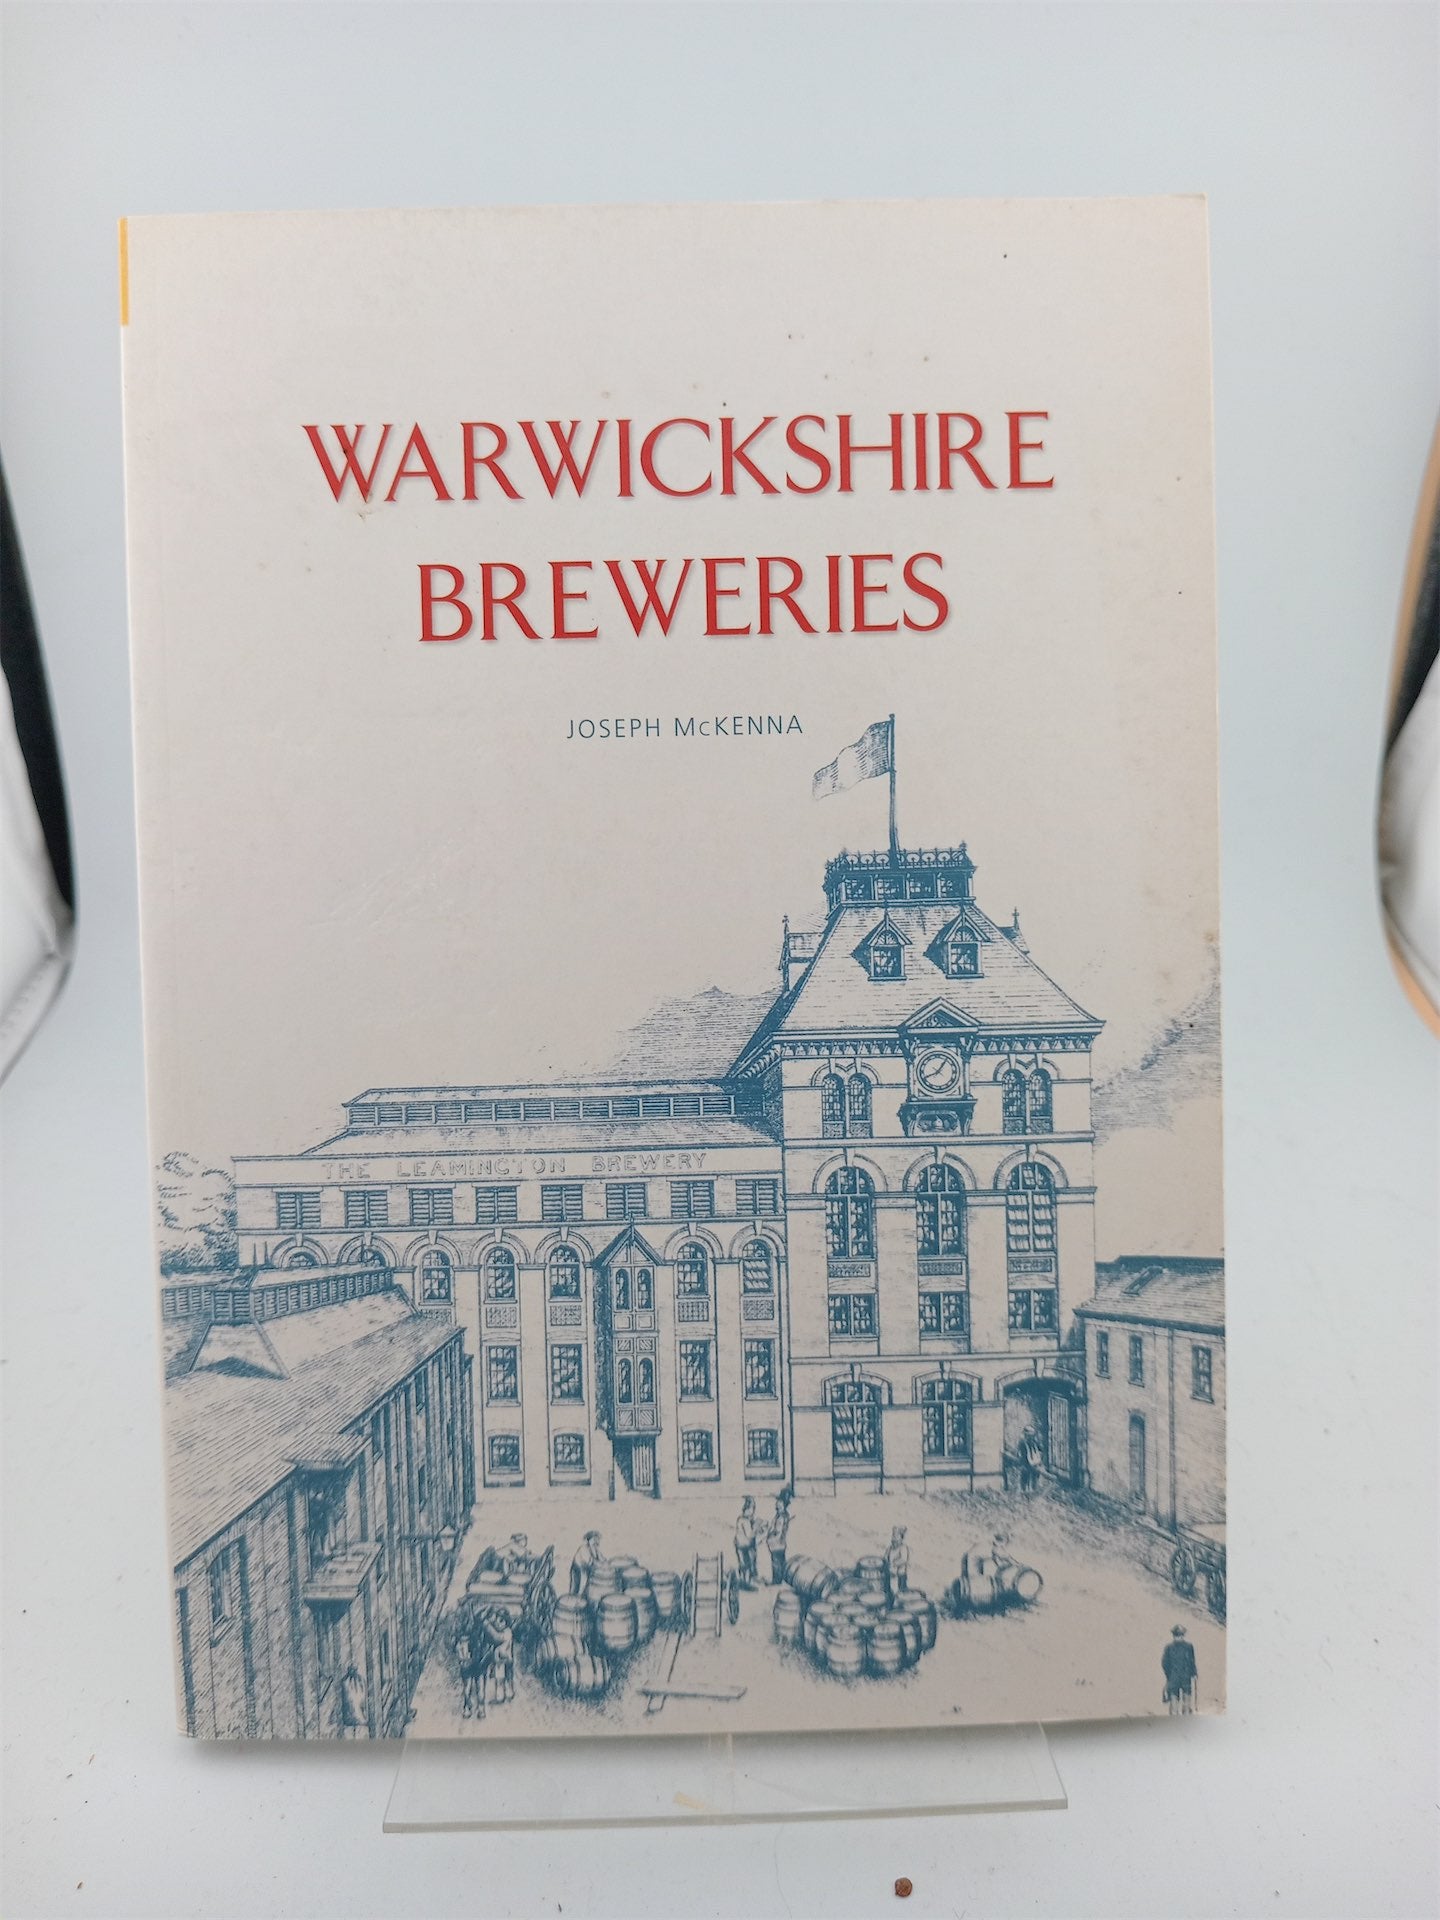 WARWICKSHIRE
BREWERIES
JOSEPH McKENNA
THE LEAMINGTON BREWERY